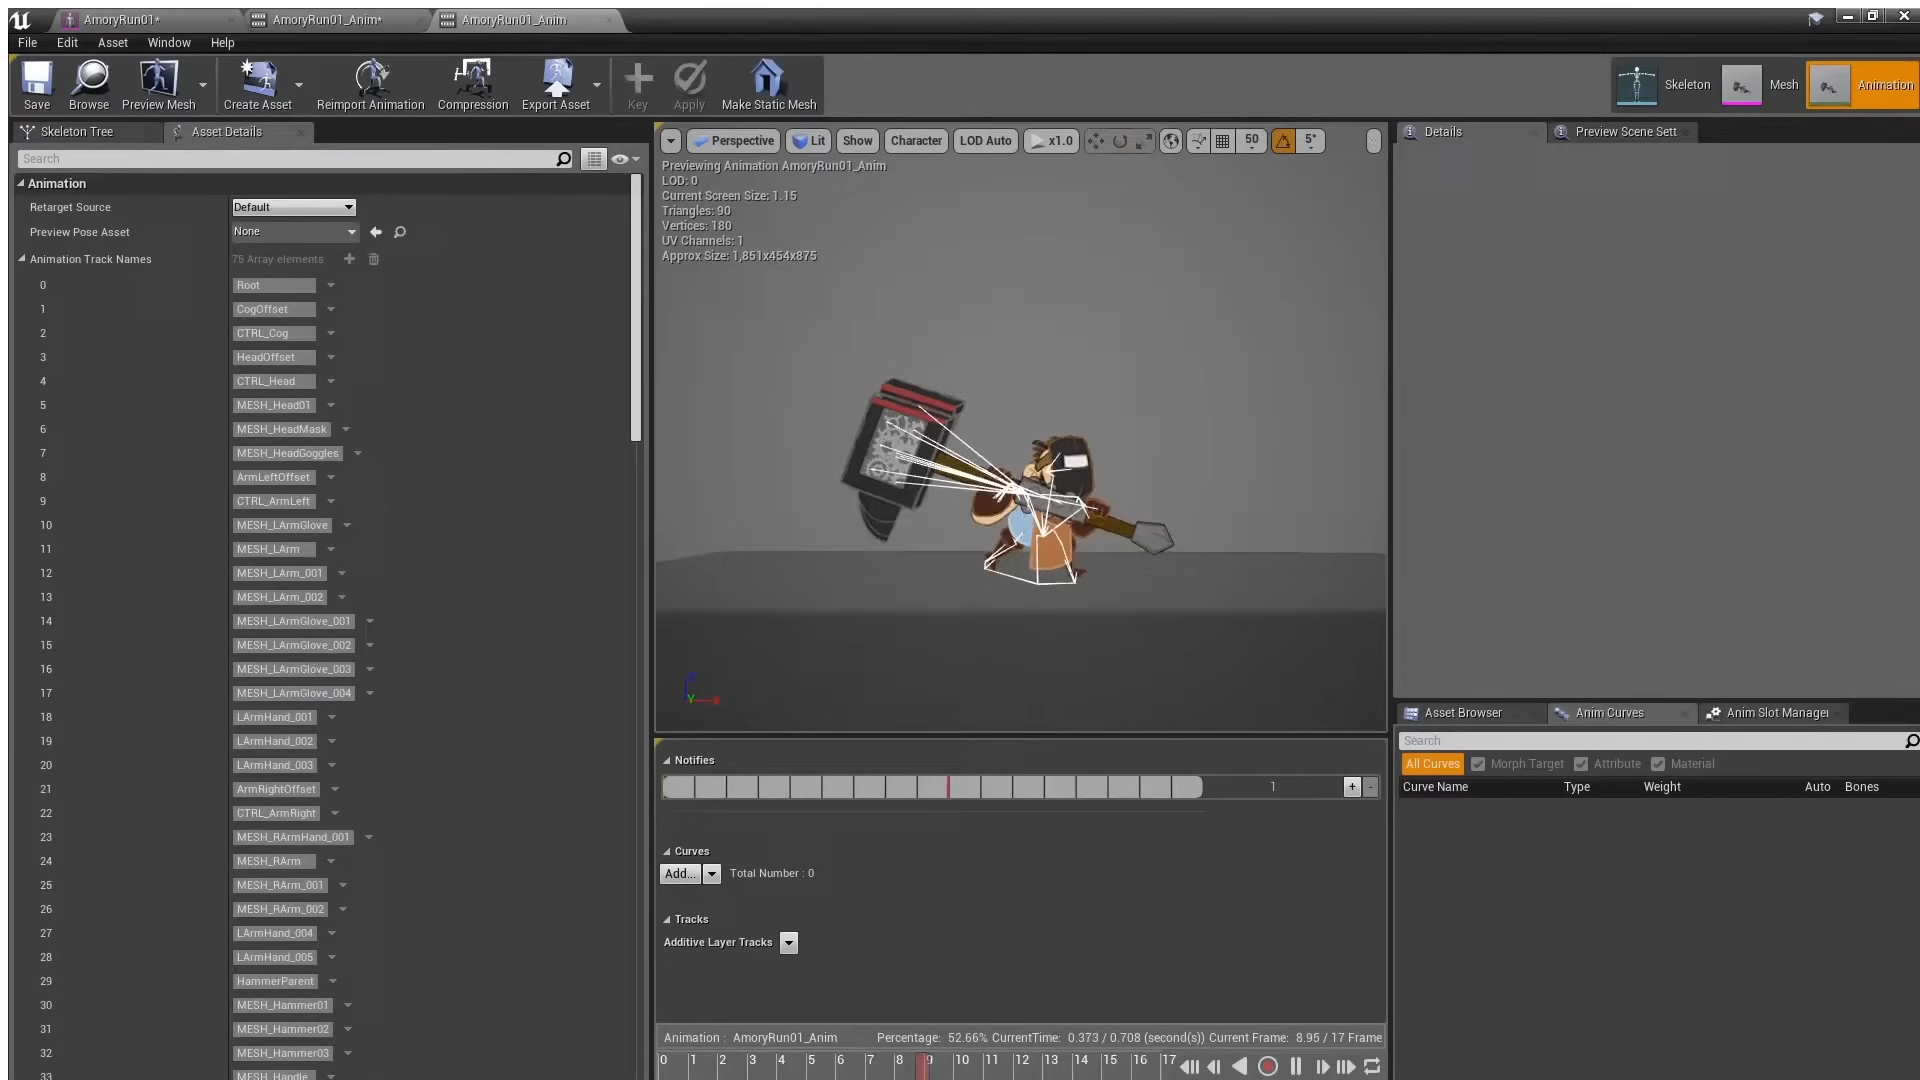 AmoryRun01*
AmoryRun01_Anim*
AmoryRun01_Anim
File Edit Asset Window Help
Save Browse Preview Mesh Create Asset Reimport Animation Compression Export Asset Key Apply Make Static Mesh
Skeleton Mesh Animation
Skeleton Tree Asset Details
Search
Animation
Retarget Source Default
Preview Pose Asset None
Animation Track Names 75 Array elements
0 Root
1 CogOffset
2 CTRL_Cog
3 HeadOffset
4 CTRL_Head
5 MESH_Head01
6 MESH_HeadMask
7 MESH_HeadGoggles
8 ArmLeftOffset
9 CTRL_ArmLeft
10 MESH_LArmGlove
11 MESH_LArm
12 MESH_LArm_001
13 MESH_LArm_002
14 MESH_LArmGlove_001
15 MESH_LArmGlove_002
16 MESH_LArmGlove_003
17 MESH_LArmGlove_004
18 LArmHand_001
19 LArmHand_002
20 LArmHand_003
21 ArmRightOffset
22 CTRL_ArmRight
23 MESH_RArmHand_001
24 MESH_RArm
25 MESH_RArm_001
26 MESH_RArm_002
27 LArmHand_004
28 LArmHand_005
29 HammerParent
30 MESH_Hammer01
31 MESH_Hammer02
32 MESH_Hammer03
33 MESH_Handle
Perspective Lit Show Character LOD Auto x1.0 50 5°
Previewing Animation AmoryRun01_Anim
LOD: 0
Current Screen Size: 1.15
Triangles: 90
Vertices: 180
UV Channels: 1
Approx Size: 1,851x454x875
Z
Y
Notifies
1 + -
Curves
Add... Total Number : 0
Tracks
Additive Layer Tracks
Animation : AmoryRun01_Anim Percentage: 52.66% CurrentTime: 0.373 / 0.708 (second(s)) Current Frame: 8.95 / 17 Frame
0 1 2 3 4 5 6 7 8 9 10 11 12 13 14 15 16 17
Details Preview Scene Sett
Asset Browser Anim Curves Anim Slot Manager
Search
All Curves Morph Target Attribute Material
Curve Name Type Weight Auto Bones